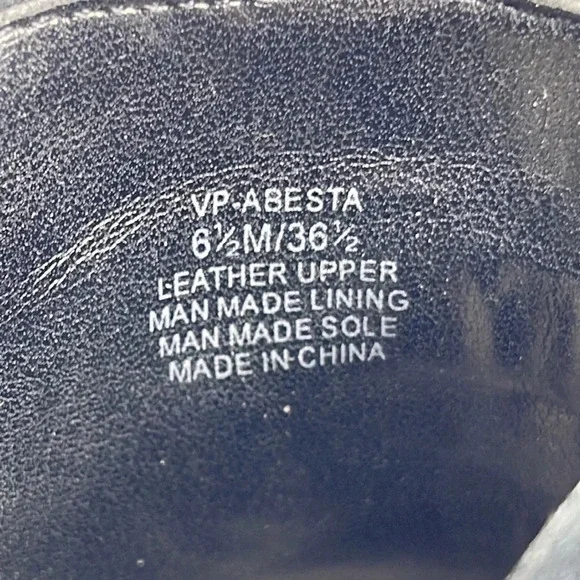 VP-ABESTA
6½M/36½
LEATHER UPPER
MAN MADE LINING
MAN MADE SOLE
MADE IN CHINA